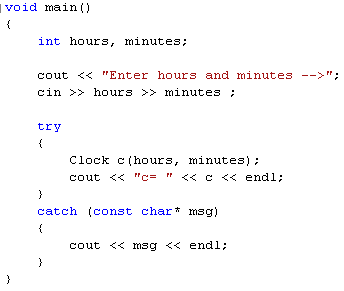 void main()
{
    int hours, minutes;

    cout << "Enter hours and minutes -->";
    cin >> hours >> minutes ;

    try
    {
        Clock c(hours, minutes);
        cout << "c= " << c << endl;
    }
    catch (const char* msg)
    {
        cout << msg << endl;
    }
}